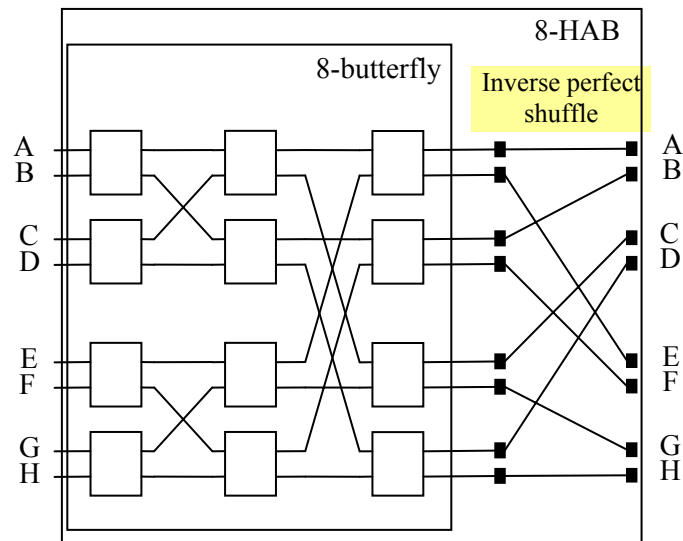 8-HAB
8-butterfly
Inverse perfect
shuffle
A
B
C
D
E
F
G
H
A
B
C
D
E
F
G
H